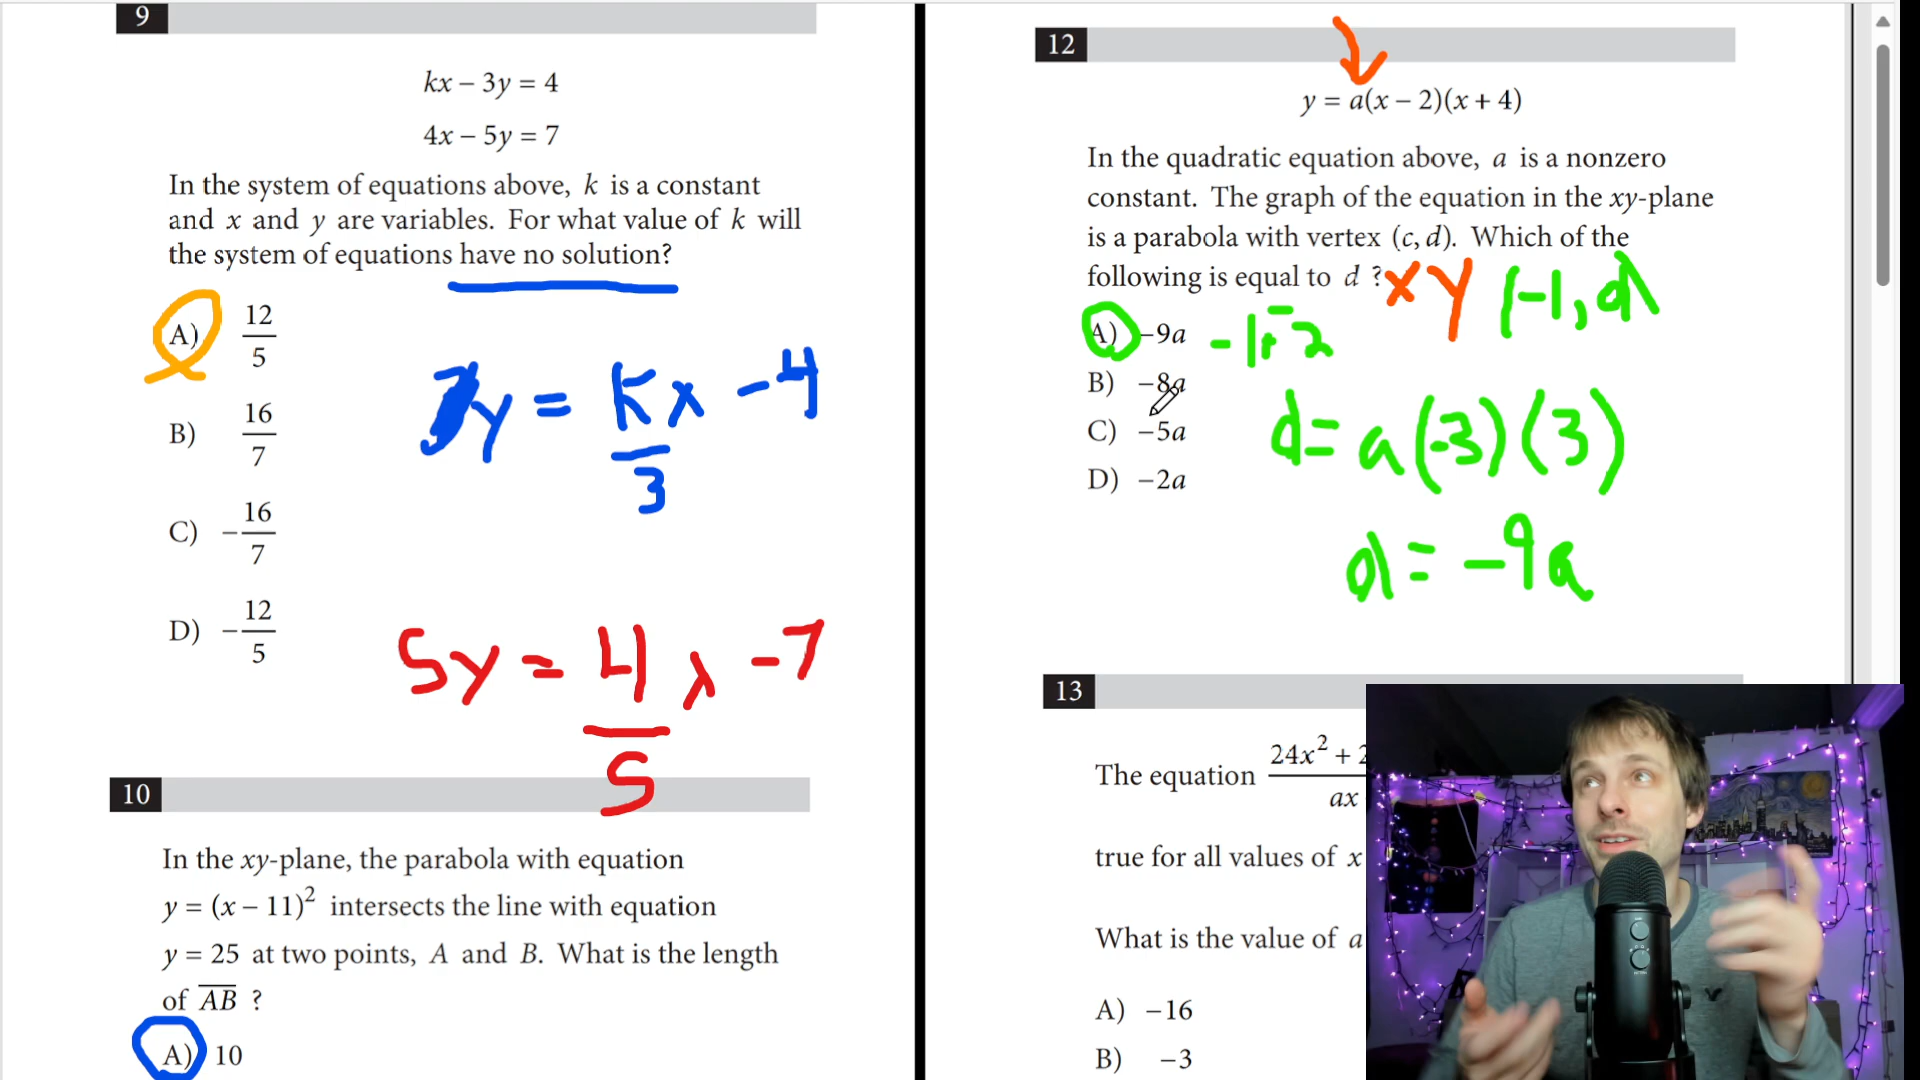 9
kx – 3y = 4
4x – 5y = 7
In the system of equations above, k is a constant
and x and y are variables. For what value of k will
the system of equations have no solution?
A) 12/5
B) 16/7
C) –16/7
D) –12/5
y = kx/3 - 4
5y = 4x/5 - 7
10
In the xy-plane, the parabola with equation
y = (x – 11)² intersects the line with equation
y = 25 at two points, A and B. What is the length
of A̅B̅ ?
A) 10
12
y = a(x – 2)(x + 4)
In the quadratic equation above, a is a nonzero
constant. The graph of the equation in the xy-plane
is a parabola with vertex (c, d). Which of the
following is equal to d ?
x y (-1, d)
A) –9a
B) –8a
C) –5a
D) –2a
d = a(-3)(3)
d = -9a
13
The equation 24x² + 2
ax
true for all values of x
What is the value of a
A) –16
B) –3